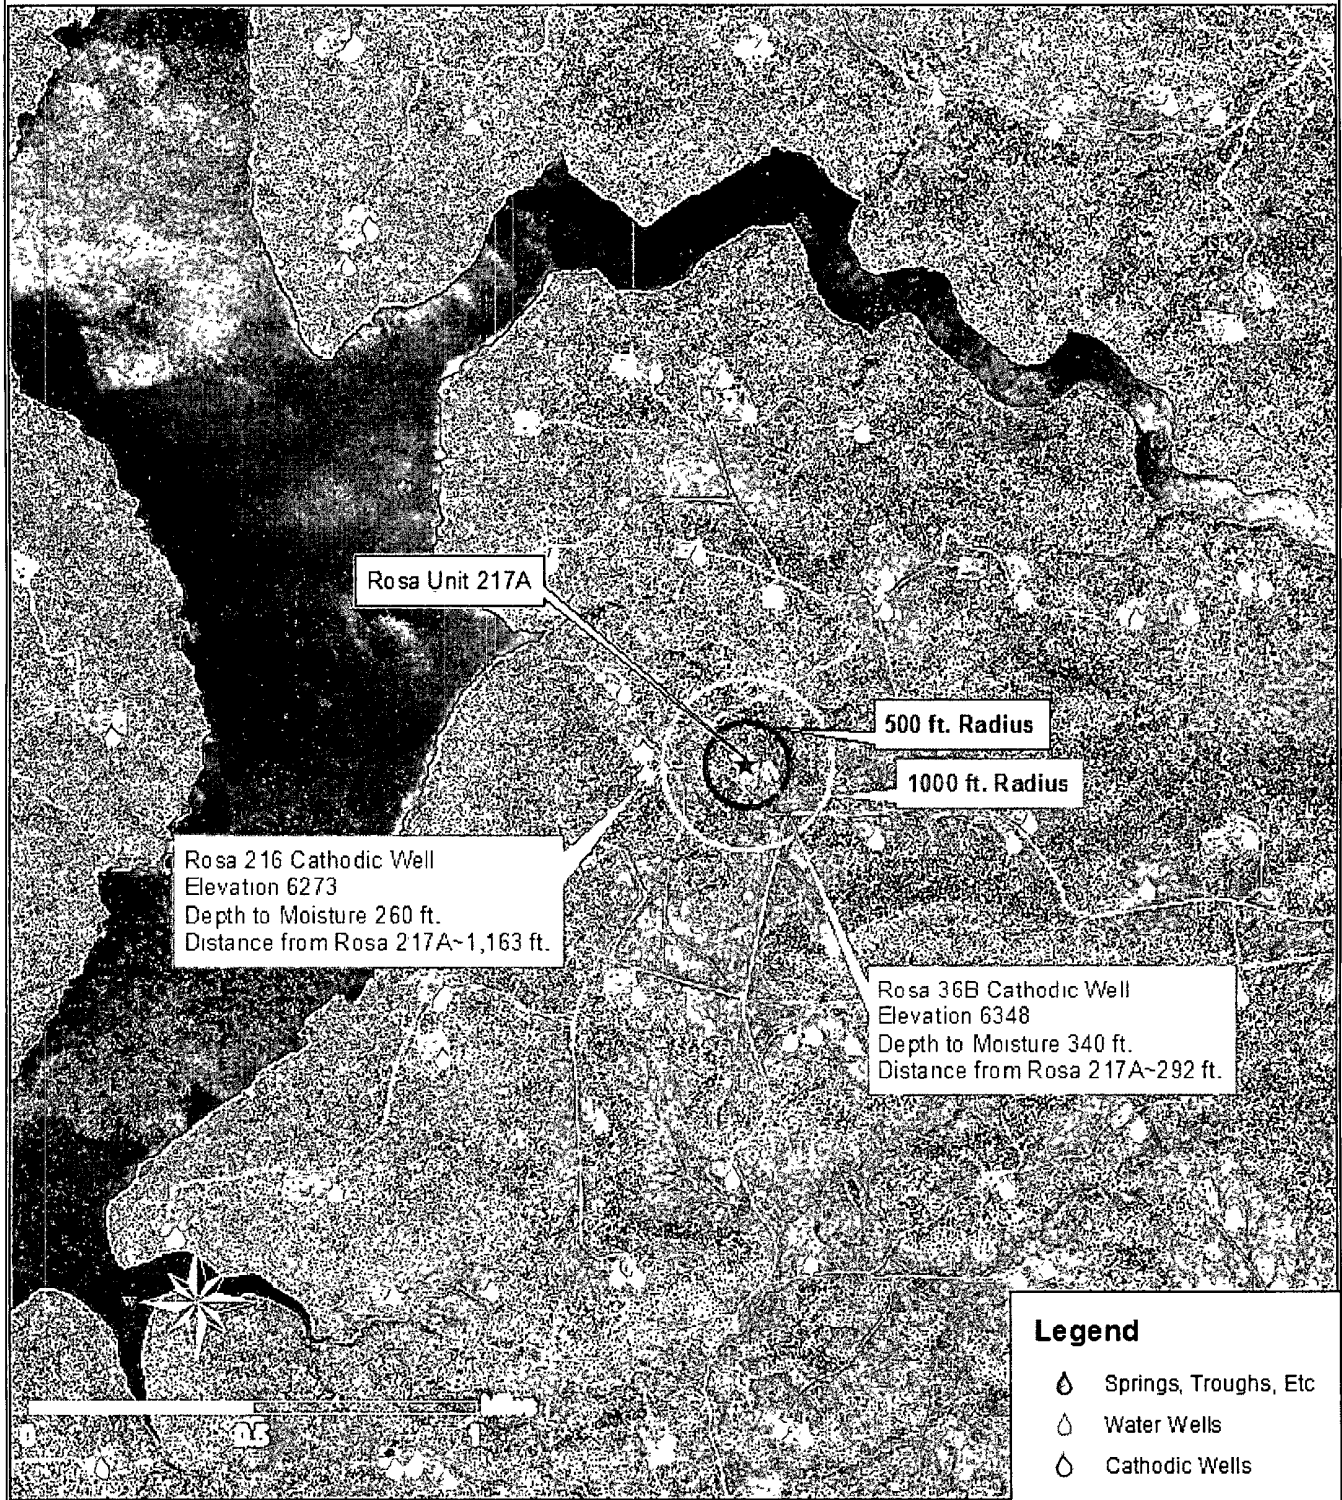 Rosa Unit 217A
500 ft. Radius
1000 ft. Radius
Rosa 216 Cathodic Well
Elevation 6273
Depth to Moisture 260 ft.
Distance from Rosa 217A~1,163 ft.
Rosa 36B Cathodic Well
Elevation 6348
Depth to Moisture 340 ft.
Distance from Rosa 217A~292 ft.
Legend
Springs, Troughs, Etc
Water Wells
Cathodic Wells
0 0.5 1